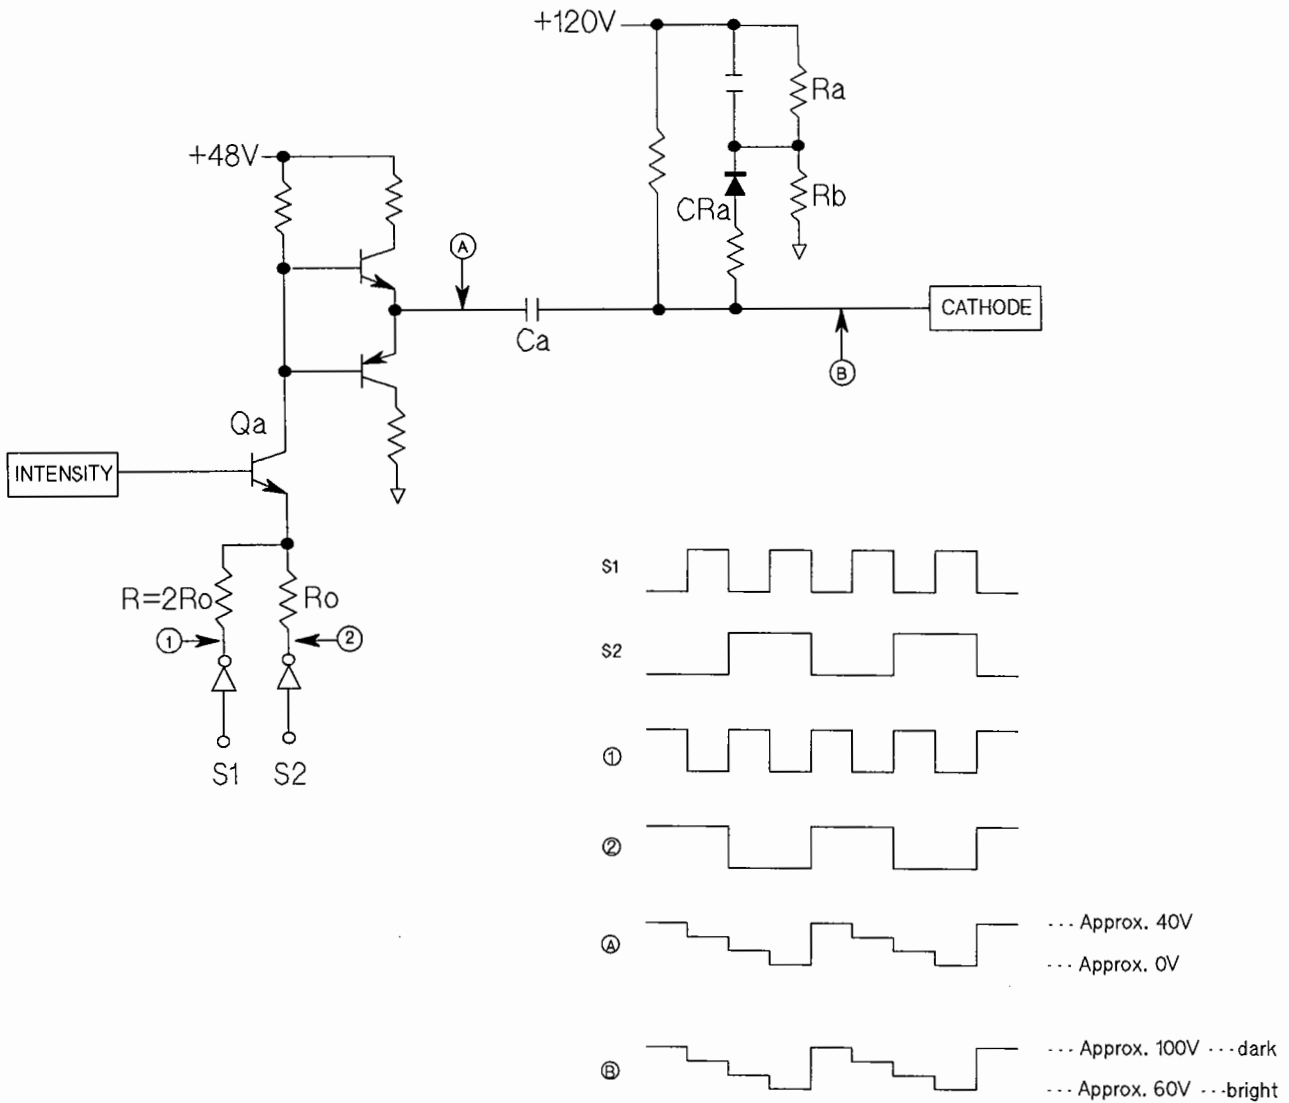 +120V
Ra
+48V
CRa
Rb
A
CATHODE
Ca
B
Qa
INTENSITY
R=2Ro
Ro
1
2
S1
S2
S1
S2
1
2
A
--- Approx. 40V
--- Approx. 0V
B
--- Approx. 100V --- dark
--- Approx. 60V --- bright